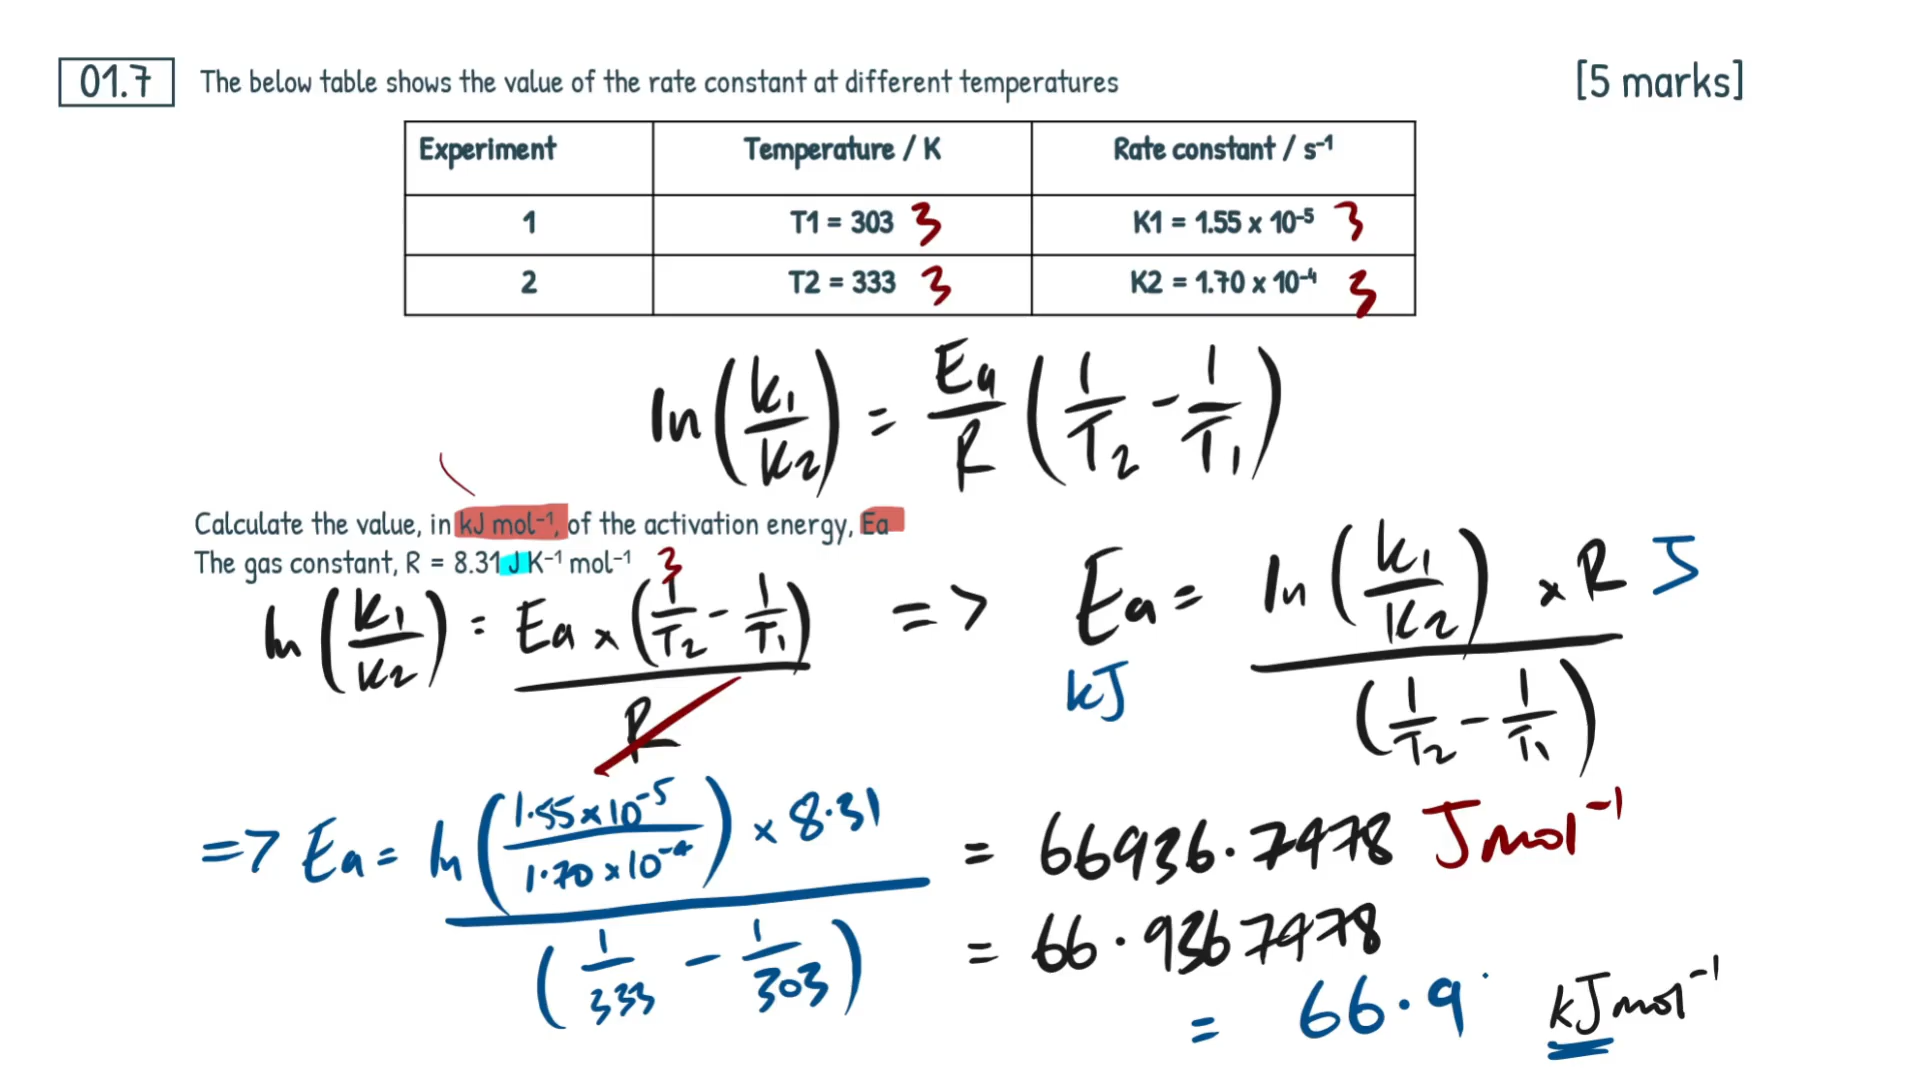 01.7 The below table shows the value of the rate constant at different temperatures [5 marks]
Experiment Temperature / K Rate constant / s⁻¹
1 T1 = 303 3 K1 = 1.55 x 10⁻⁵ 3
2 T2 = 333 3 K2 = 1.70 x 10⁻⁴ 3
ln(k₁/K₂) = Ea/R (1/T₂ - 1/T₁)
Calculate the value, in kJ mol⁻¹, of the activation energy, Ea
The gas constant, R = 8.31 J K⁻¹ mol⁻¹ 3
ln(k₁/K₂) = Ea × (1/T₂ - 1/T₁) / R => Ea = ln(k₁/K₂) × R / (1/T₂ - 1/T₁) J
kJ
=> Ea = ln(1.55×10⁻⁵/1.70×10⁻⁴) × 8.31 / (1/333 - 1/303) = 66936.7478 Jmol⁻¹
= 66.9367478
= 66.9 kJmol⁻¹